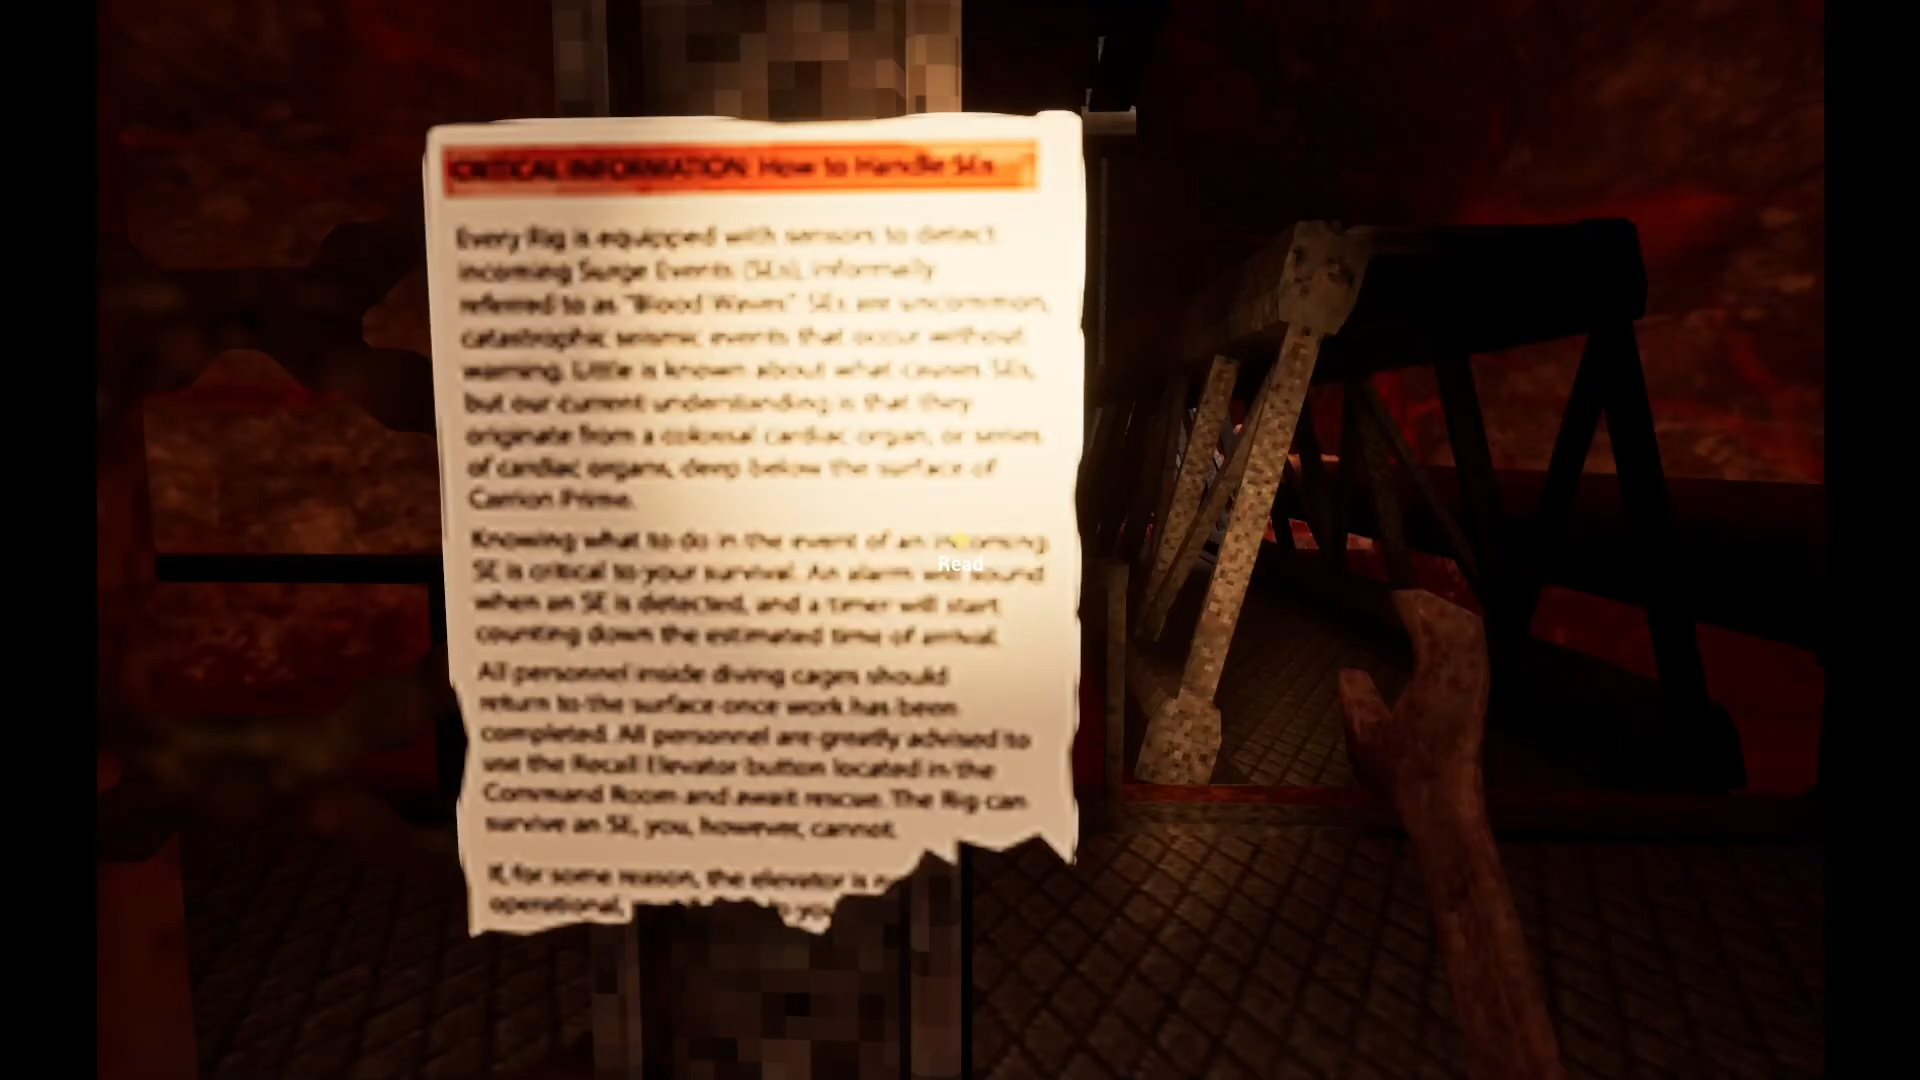 CRITICAL INFORMATION: How to Handle SEs
Every Rig is equipped with sensors to detect
incoming Surge Events (SEs), informally
referred to as "Blood Waves". SEs are uncommon,
catastrophic seismic events that occur without
warning. Little is known about what causes SEs,
but our current understanding is that they
originate from a colossal cardiac organ, or series
of cardiac organs, deep below the surface of
Carrion Prime.
Knowing what to do in the event of an incoming
SE is critical to your survival. An alarm will sound
when an SE is detected, and a timer will start
counting down the estimated time of arrival.
All personnel inside diving cages should
return to the surface once work has been
completed. All personnel are greatly advised to
use the Recall Elevator button located in the
Command Room and await rescue. The Rig can
survive an SE, you, however, cannot.
If, for some reason, the elevator is
operational,
Read